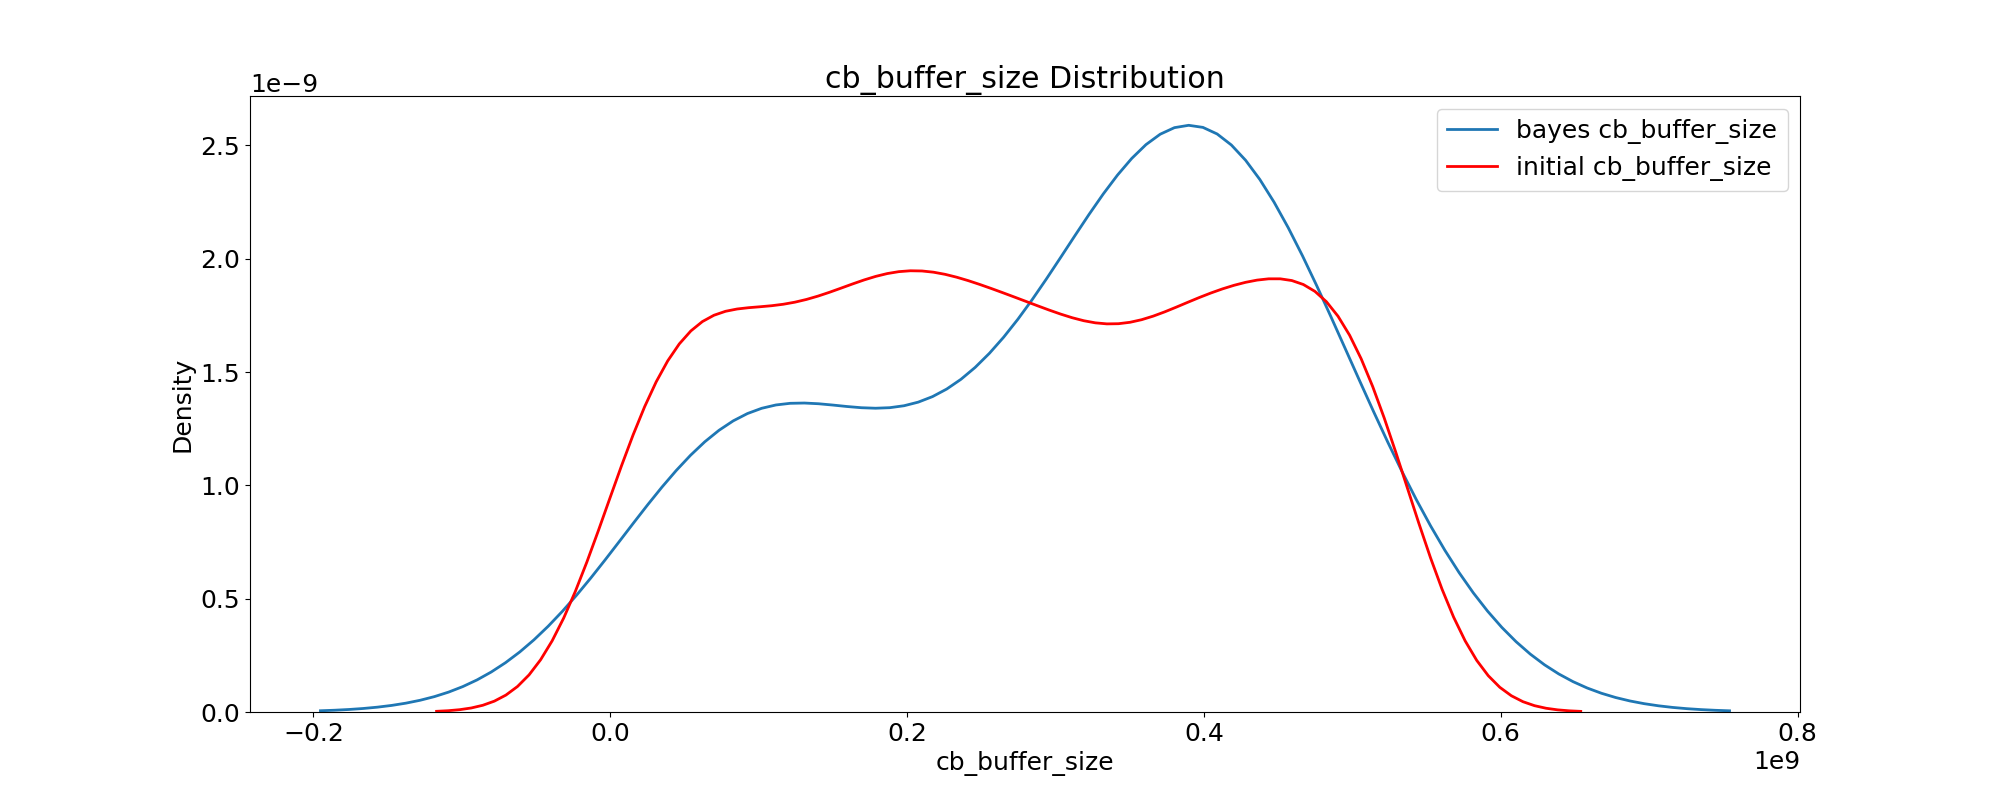 cb_buffer_size Distribution
1e−9
bayes cb_buffer_size
initial cb_buffer_size
2.5
2.0
1.5
1.0
0.5
0.0
Density
−0.2
0.0
0.2
0.4
0.6
0.8
cb_buffer_size
1e9